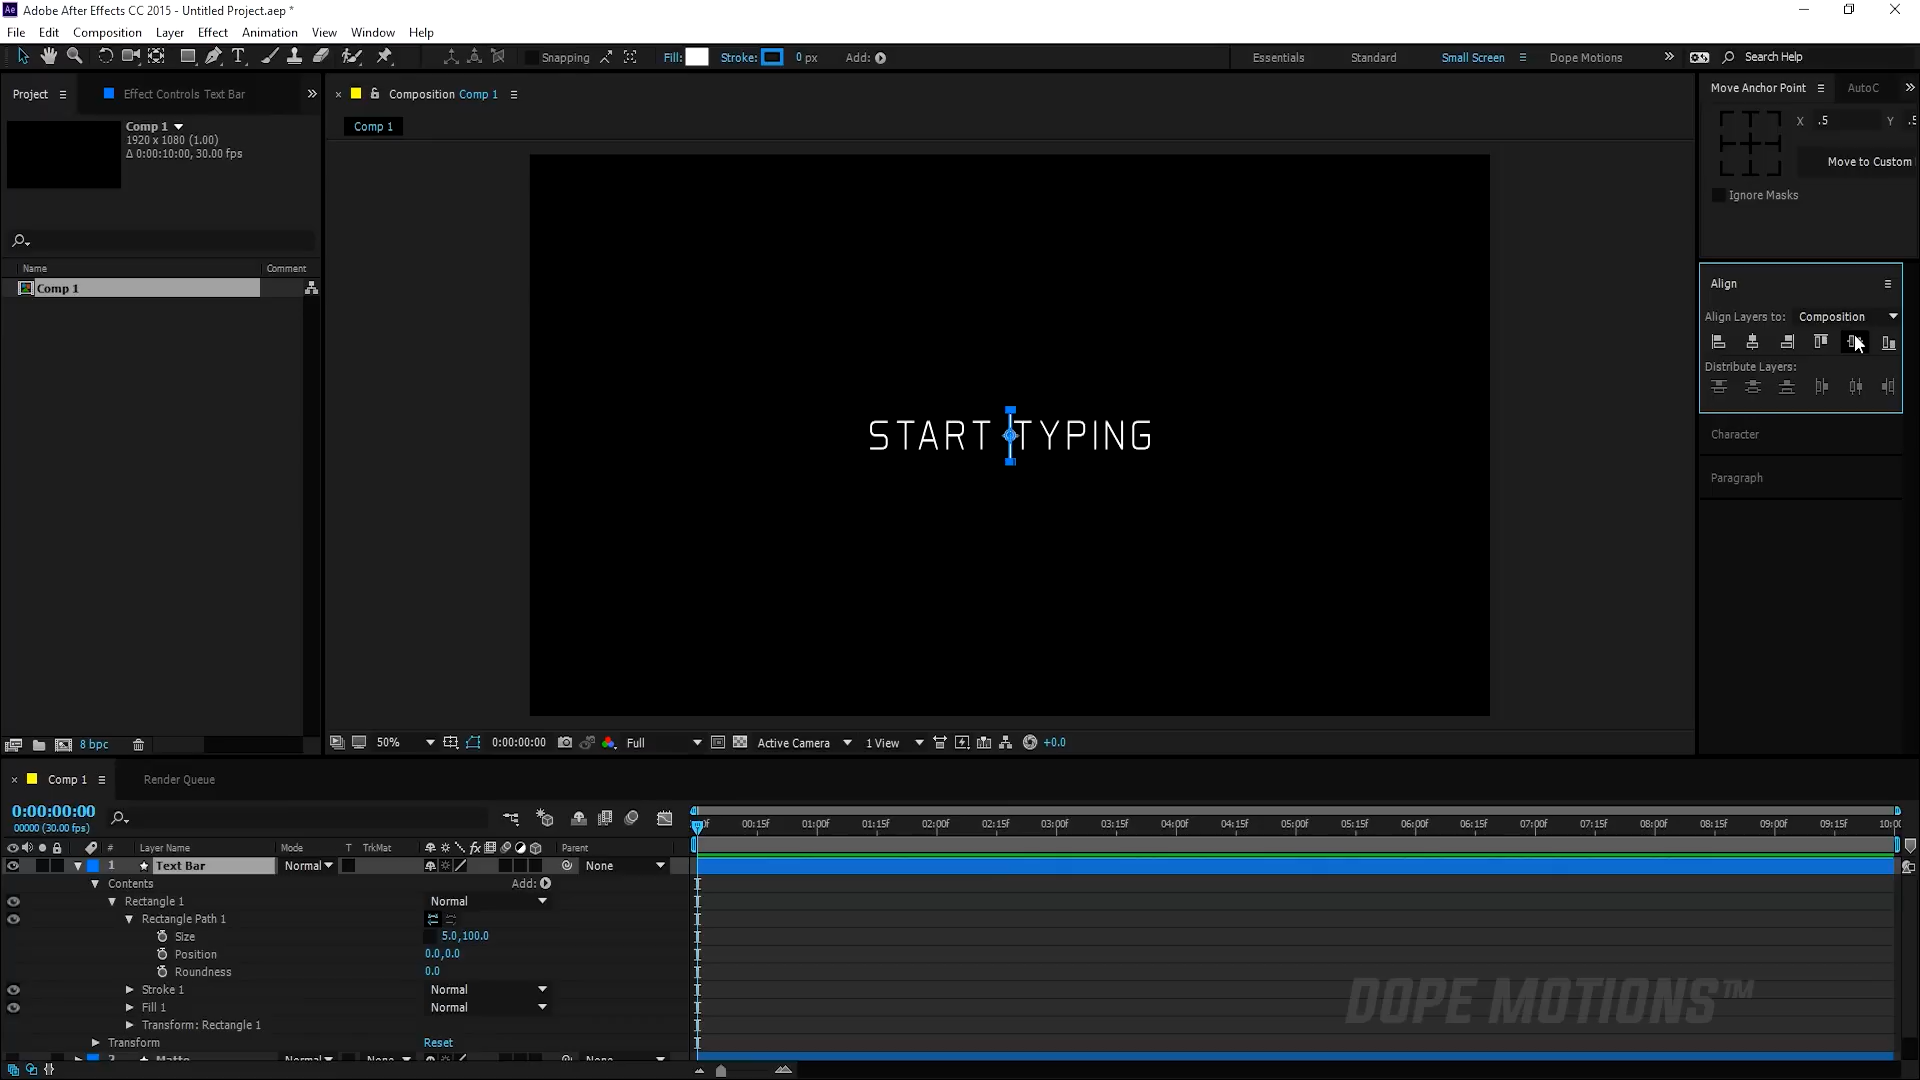 Ae Adobe After Effects CC 2015 - Untitled Project.aep *
File Edit Composition Layer Effect Animation View Window Help
Snapping Fill: Stroke: 0 px Add: Essentials Standard Small Screen Dope Motions Search Help
Project Effect Controls Text Bar
Composition Comp 1
Move Anchor Point AutoC
Comp 1
1920 x 1080 (1.00)
Δ 0:00:10:00, 30.00 fps
Comp 1
X .5 Y .5
Move to Custom
Ignore Masks
Name Comment
Comp 1
Align
Align Layers to: Composition
Distribute Layers:
Character
Paragraph
START TYPING
8 bpc
50% 0:00:00:00 Full Active Camera 1 View +0.0
Comp 1 Render Queue
0:00:00:00
00000 (30.00 fps)
00:15f 01:00f 01:15f 02:00f 02:15f 03:00f 03:15f 04:00f 04:15f 05:00f 05:15f 06:00f 06:15f 07:00f 07:15f 08:00f 08:15f 09:00f 09:15f 10:00
# Layer Name Mode T TrkMat Parent
1 Text Bar Normal None
Contents Add:
Rectangle 1 Normal
Rectangle Path 1
Size 5.0,100.0
Position 0.0,0.0
Roundness 0.0
Stroke 1 Normal
Fill 1 Normal
Transform: Rectangle 1
Transform Reset
2 Matte Normal None None
DOPE MOTIONS™